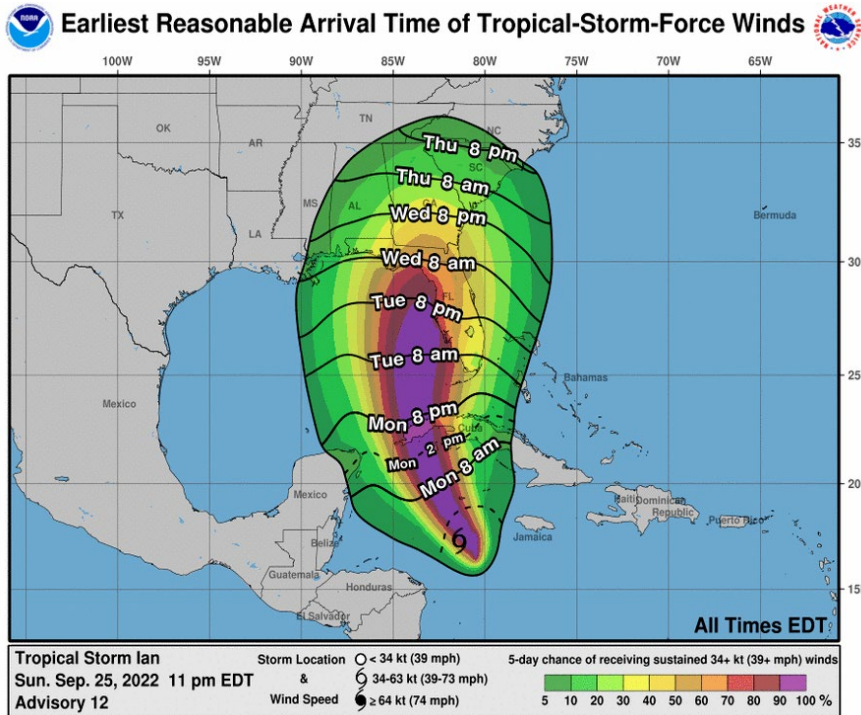 NOAA
Earliest Reasonable Arrival Time of Tropical-Storm-Force Winds
100W 95W 90W 85W 80W 75W 70W 65W
TN
NC
OK
AR
35
Thu 8 pm
SC
Thu 8 am
MS
AL
GA
TX
Wed 8 pm
Bermuda
LA
Wed 8 am
30
FL
Tue 8 pm
Tue 8 am
25
Bahamas
Mexico
Mon 8 pm
Cuba
Mon 2 pm
Mon 8 am
20
Mexico
Haiti
Dominican
Republic
Puerto Rico
Jamaica
Belize
Guatemala
Honduras
15
El Salvador
All Times EDT
Tropical Storm Ian
Sun. Sep. 25, 2022 11 pm EDT
Advisory 12
Storm Location
&
Wind Speed
< 34 kt (39 mph)
34-63 kt (39-73 mph)
≥ 64 kt (74 mph)
5-day chance of receiving sustained 34+ kt (39+ mph) winds
5 10 20 30 40 50 60 70 80 90 100 %